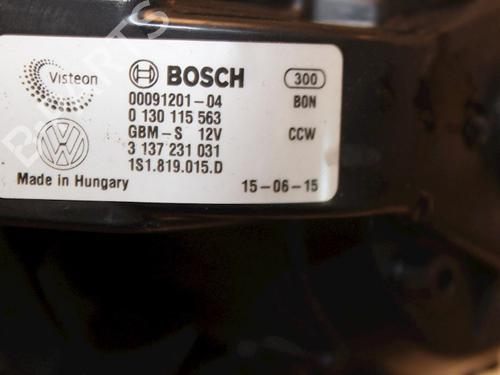 Visteon
BOSCH
300
00091201-04
BON
0 130 115 563
GBM-S 12V
CCW
3 137 231 031
1S1.819.015.D
Made in Hungary
15-06-15